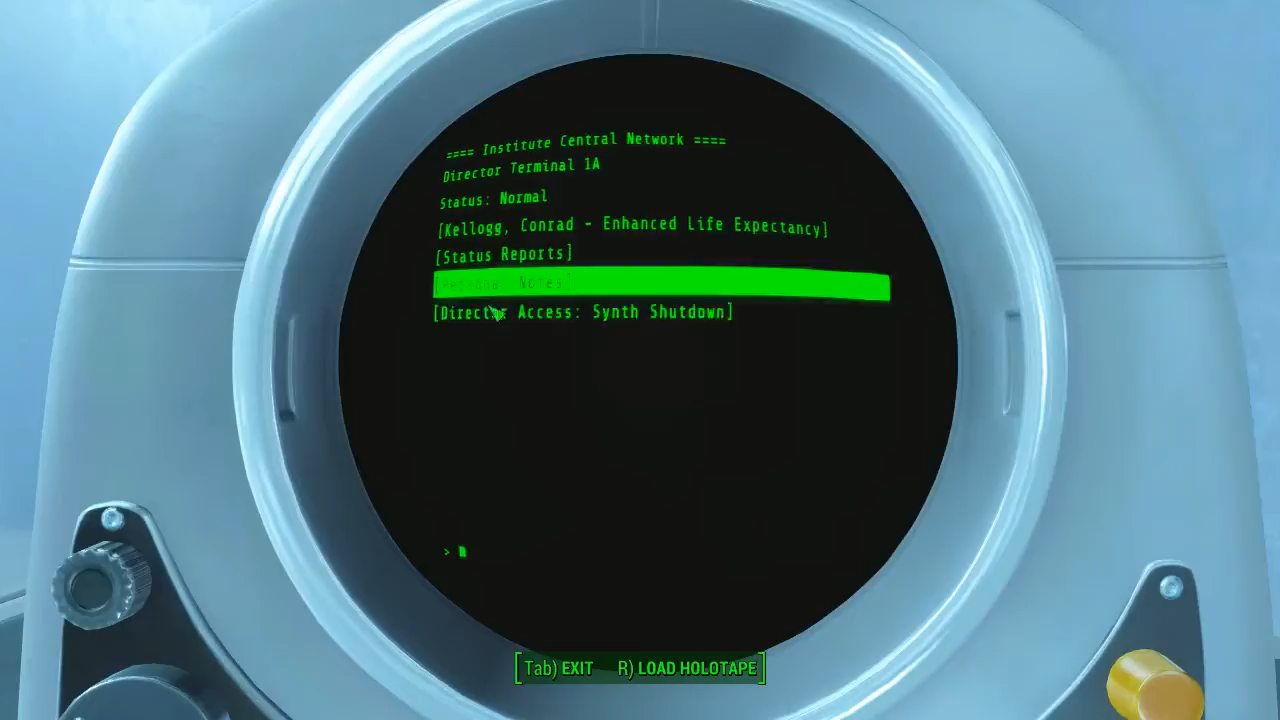 ==== Institute Central Network ====
Director Terminal 1A
Status: Normal
[Kellogg, Conrad - Enhanced Life Expectancy]
[Status Reports]
[Personal Notes]
[Director Access: Synth Shutdown]
>
[Tab) EXIT R) LOAD HOLOTAPE]